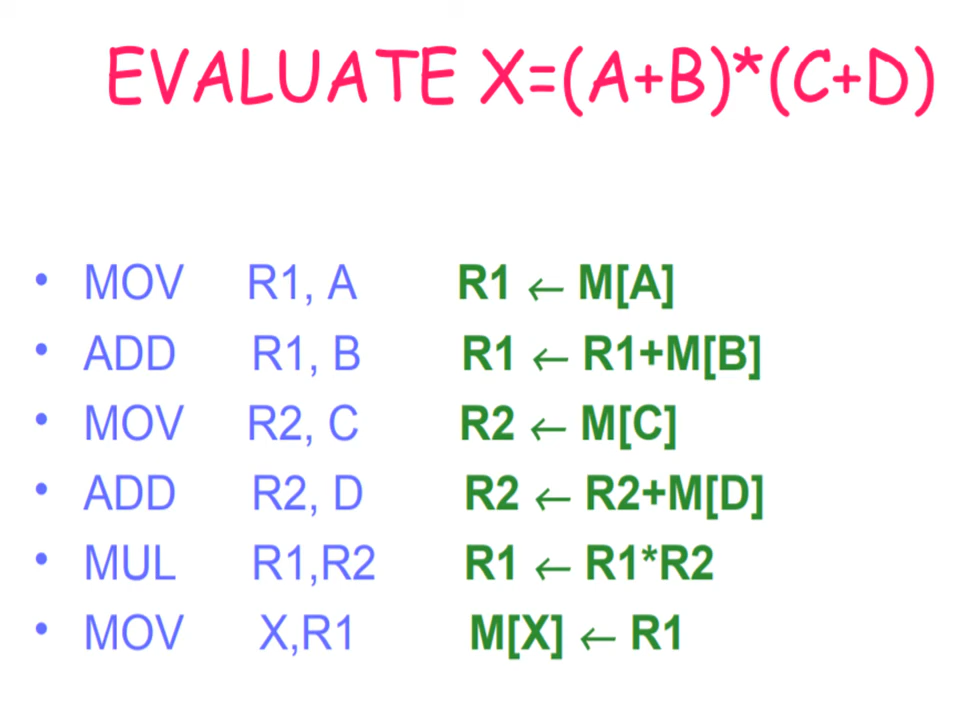 EVALUATE X=(A+B)*(C+D)
• MOV R1, A R1 ← M[A]
• ADD R1, B R1 ← R1+M[B]
• MOV R2, C R2 ← M[C]
• ADD R2, D R2 ← R2+M[D]
• MUL R1,R2 R1 ← R1*R2
• MOV X,R1 M[X] ← R1